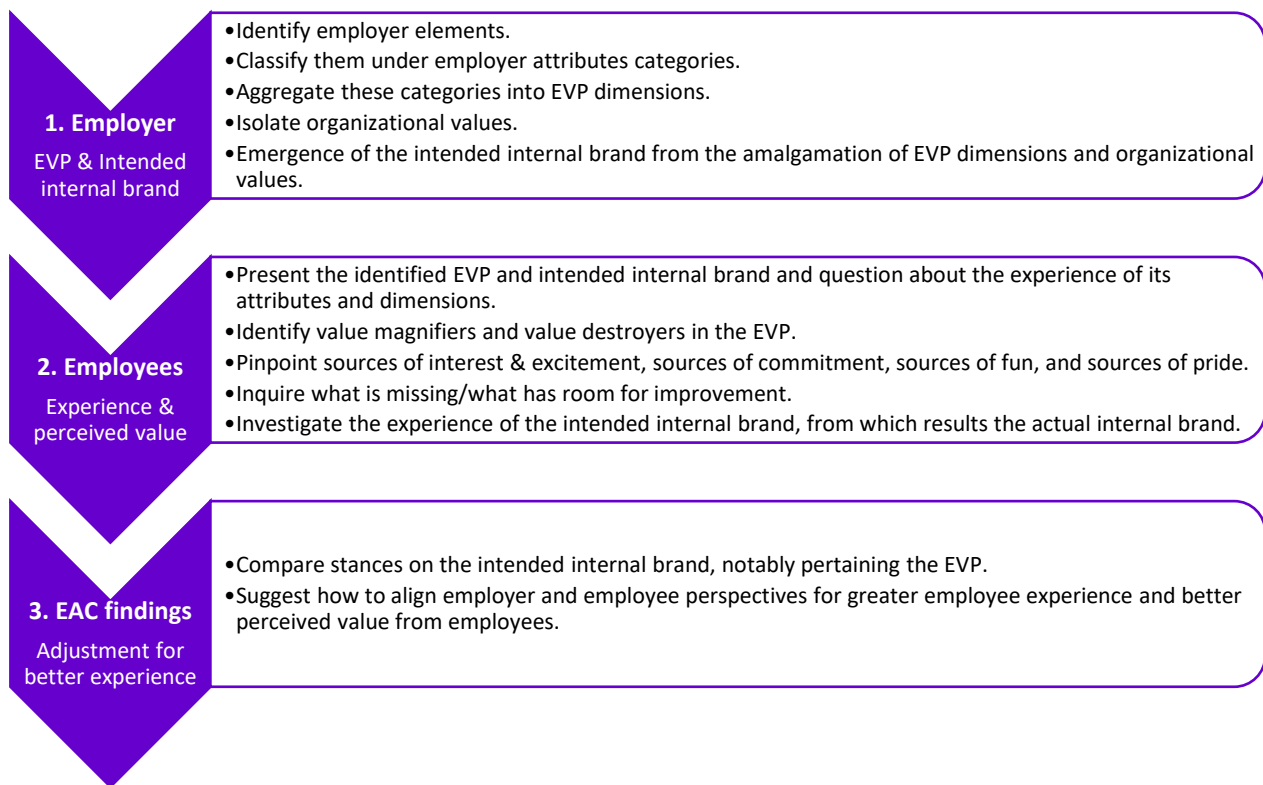 1. Employer
EVP & Intended
internal brand
•Identify employer elements.
•Classify them under employer attributes categories.
•Aggregate these categories into EVP dimensions.
•Isolate organizational values.
•Emergence of the intended internal brand from the amalgamation of EVP dimensions and organizational
values.
2. Employees
Experience &
perceived value
•Present the identified EVP and intended internal brand and question about the experience of its
attributes and dimensions.
•Identify value magnifiers and value destroyers in the EVP.
•Pinpoint sources of interest & excitement, sources of commitment, sources of fun, and sources of pride.
•Inquire what is missing/what has room for improvement.
•Investigate the experience of the intended internal brand, from which results the actual internal brand.
3. EAC findings
Adjustment for
better experience
•Compare stances on the intended internal brand, notably pertaining the EVP.
•Suggest how to align employer and employee perspectives for greater employee experience and better
perceived value from employees.